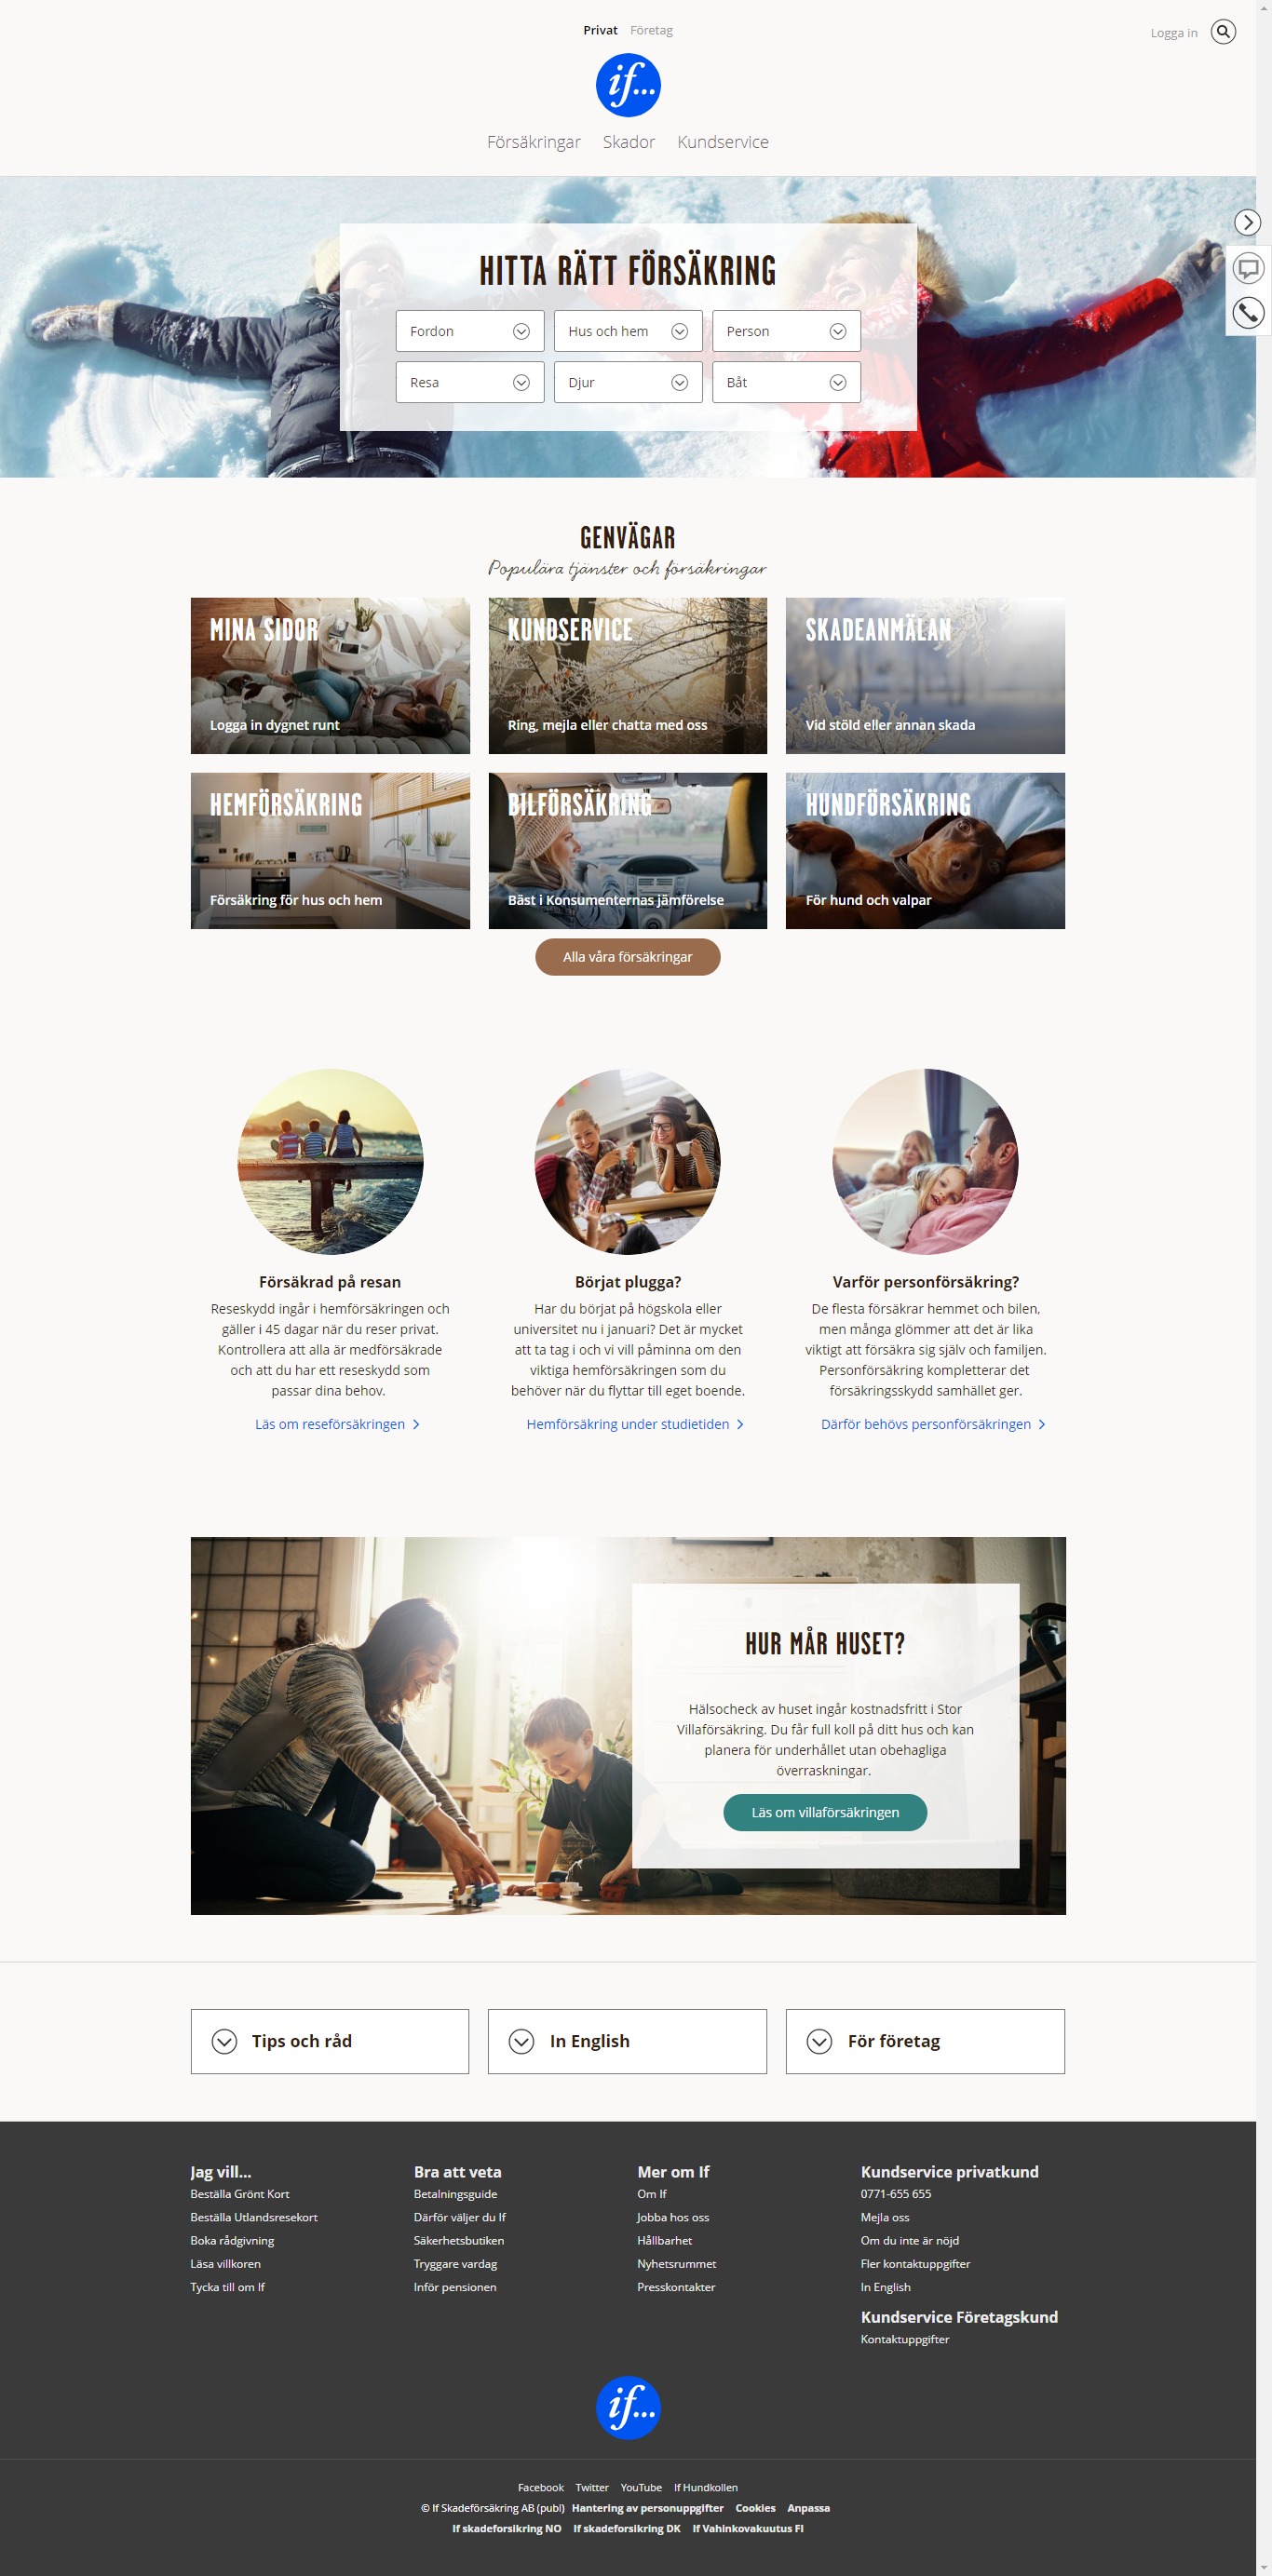 Privat Företag
Logga in
if...
Försäkringar Skador Kundservice
HITTA RÄTT FÖRSÄKRING
Fordon Hus och hem Person
Resa Djur Båt
GENVÄGAR
Populära tjänster och försäkringar
MINA SIDOR
Logga in dygnet runt
KUNDSERVICE
Ring, mejla eller chatta med oss
SKADEANMÄLAN
Vid stöld eller annan skada
HEMFÖRSÄKRING
Försäkring för hus och hem
BILFÖRSÄKRING
Bäst i Konsumenternas jämförelse
HUNDFÖRSÄKRING
För hund och valpar
Alla våra försäkringar
Försäkrad på resan
Reseskydd ingår i hemförsäkringen och
gäller i 45 dagar när du reser privat.
Kontrollera att alla är medförsäkrade
och att du har ett reseskydd som
passar dina behov.
Läs om reseförsäkringen
Börjat plugga?
Har du börjat på högskola eller
universitet nu i januari? Det är mycket
att ta tag i och vi vill påminna om den
viktiga hemförsäkringen som du
behöver när du flyttar till eget boende.
Hemförsäkring under studietiden
Varför personförsäkring?
De flesta försäkrar hemmet och bilen,
men många glömmer att det är lika
viktigt att försäkra sig själv och familjen.
Personförsäkring kompletterar det
försäkringsskydd samhället ger.
Därför behövs personförsäkringen
HUR MÅR HUSET?
Hälsocheck av huset ingår kostnadsfritt i Stor
Villaförsäkring. Du får full koll på ditt hus och kan
planera för underhållet utan obehagliga
överraskningar.
Läs om villaförsäkringen
Tips och råd
In English
För företag
Jag vill...
Beställa Grönt Kort
Beställa Utlandsresekort
Boka rådgivning
Läsa villkoren
Tycka till om If
Bra att veta
Betalningsguide
Därför väljer du If
Säkerhetsbutiken
Tryggare vardag
Inför pensionen
Mer om If
Om If
Jobba hos oss
Hållbarhet
Nyhetsrummet
Presskontakter
Kundservice privatkund
0771-655 655
Mejla oss
Om du inte är nöjd
Fler kontaktuppgifter
In English
Kundservice Företagskund
Kontaktuppgifter
if...
Facebook Twitter YouTube If Hundkollen
© If Skadeförsäkring AB (publ) Hantering av personuppgifter Cookies Anpassa
If skadeforsikring NO If skadeforsikring DK If Vahinkovakuutus FI